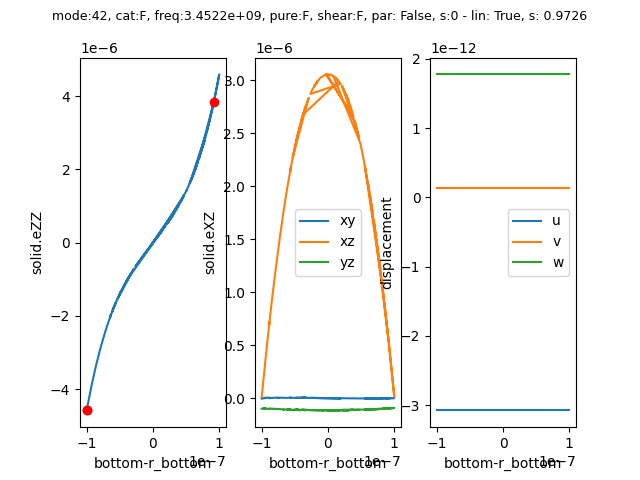 mode:42, cat:F, freq:3.4522e+09, pure:F, shear:F, par: False, s:0 - lin: True, s: 0.9726
1e−6
4
2
0
−2
−4
solid.eZZ
−1
0
1
1e−7
bottom-r_bottom
1e−6
3.0
2.5
2.0
1.5
1.0
0.5
0.0
solid.eXZ
xy
xz
yz
−1
0
1
1e−7
bottom-r_bottom
1e−12
2
1
0
−1
−2
−3
displacement
u
v
w
−1
0
1
1e−7
bottom-r_bottom